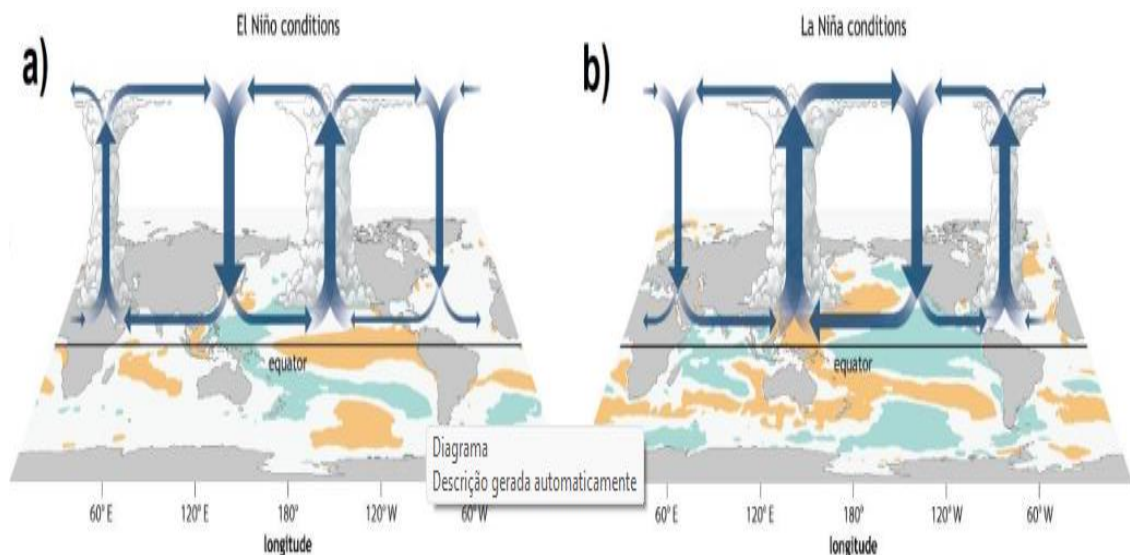 El Niño conditions
a)
equator
60° E 120° E 180° 120°W 60° W
longitude
La Niña conditions
b)
equator
60° E 120° E 180° 120° W 60° W
longitude
Diagrama
Descrição gerada automaticamente